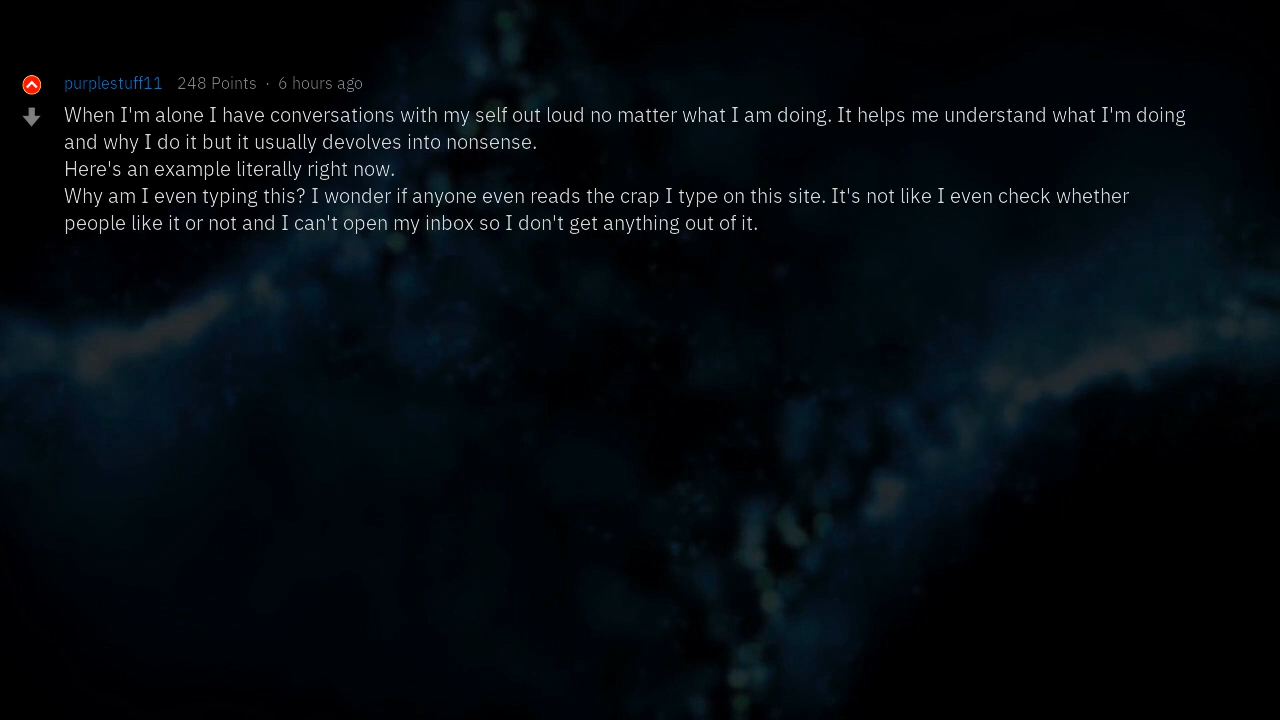 purplestuff11 248 Points · 6 hours ago
When I'm alone I have conversations with my self out loud no matter what I am doing. It helps me understand what I'm doing
and why I do it but it usually devolves into nonsense.
Here's an example literally right now.
Why am I even typing this? I wonder if anyone even reads the crap I type on this site. It's not like I even check whether
people like it or not and I can't open my inbox so I don't get anything out of it.